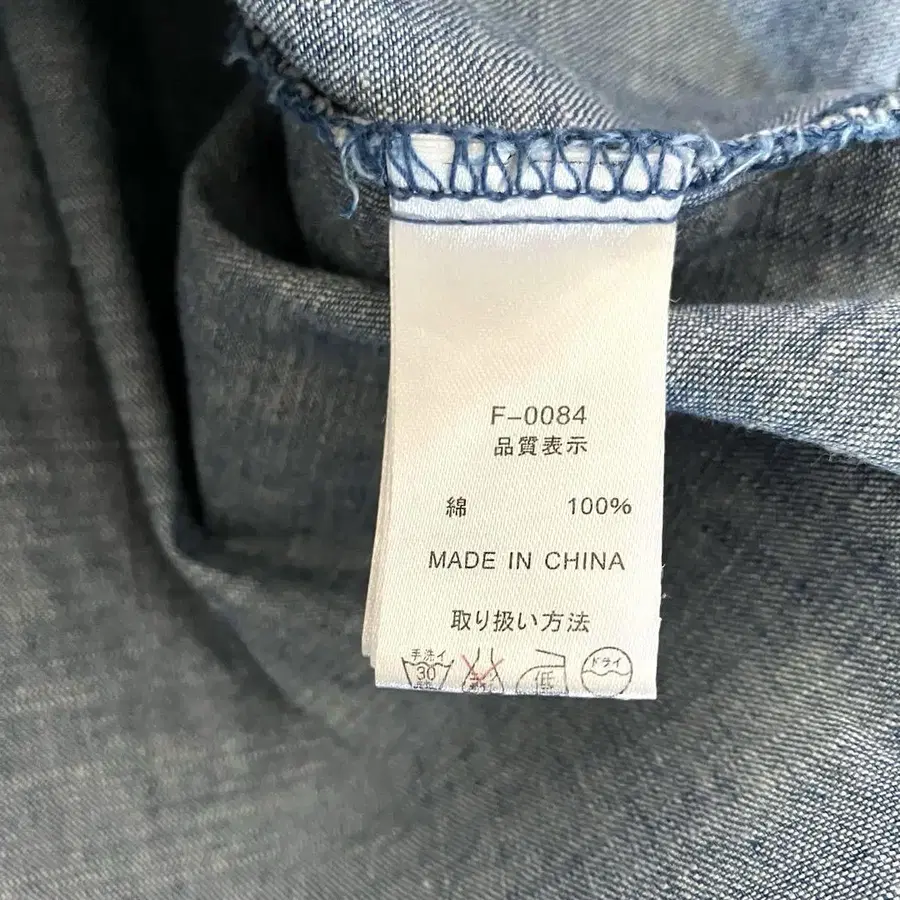 F-0084
品質表示
綿 100%
MADE IN CHINA
取り扱い方法
手洗イ 30 低 ドライ